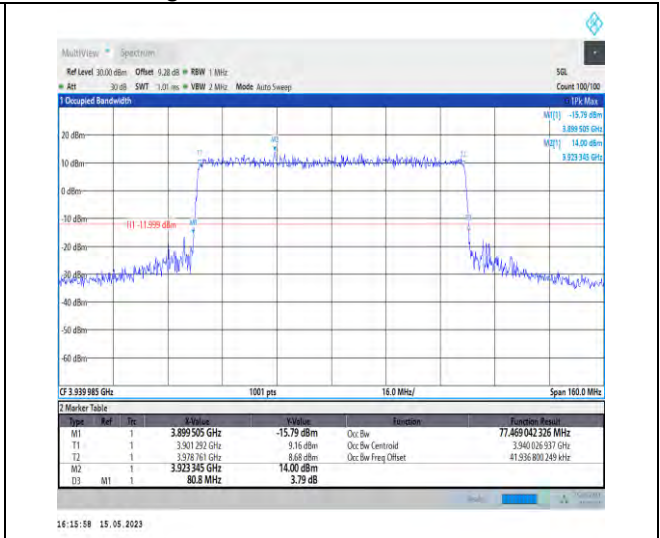 MultiView Spectrum
Ref Level 30.00 dBm Offset 9.28 dB RBW 1 MHz SGL
Att 30 dB SWT 1.01 ms VBW 2 MHz Mode Auto Sweep Count 100/100
1 Occupied Bandwidth 1Pk Max
M1[1] -15.79 dBm
3.899 505 GHz
M2[1] 14.00 dBm
3.923 345 GHz
20 dBm
M2
T1
T2
10 dBm
0 dBm
-10 dBm
H1 -11.999 dBm
M1
-20 dBm
-30 dBm
-40 dBm
-50 dBm
-60 dBm
CF 3.939 985 GHz 1001 pts 16.0 MHz/ Span 160.0 MHz
2 Marker Table
Type Ref Trc X-Value Y-Value Function Function Result
M1 1 3.899 505 GHz -15.79 dBm Occ Bw 77.469 042 326 MHz
T1 1 3.901 292 GHz 9.16 dBm Occ Bw Centroid 3.940 026 937 GHz
T2 1 3.978 761 GHz 8.68 dBm Occ Bw Freq Offset 41.936 800 249 kHz
M2 1 3.923 345 GHz 14.00 dBm
D3 M1 1 80.8 MHz 3.79 dB
16:15:58 15.05.2023